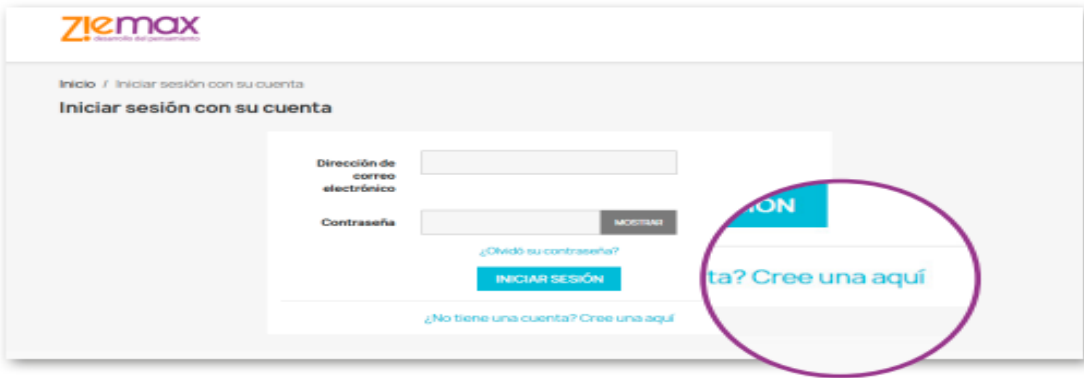 ziemax
desarrollo del pensamiento
Inicio / Iniciar sesión con su cuenta
Iniciar sesión con su cuenta
Dirección de
correo
electrónico
Contraseña
MOSTRAR
¿Olvidó su contraseña?
INICIAR SESIÓN
¿No tiene una cuenta? Cree una aquí
IÓN
ta? Cree una aquí